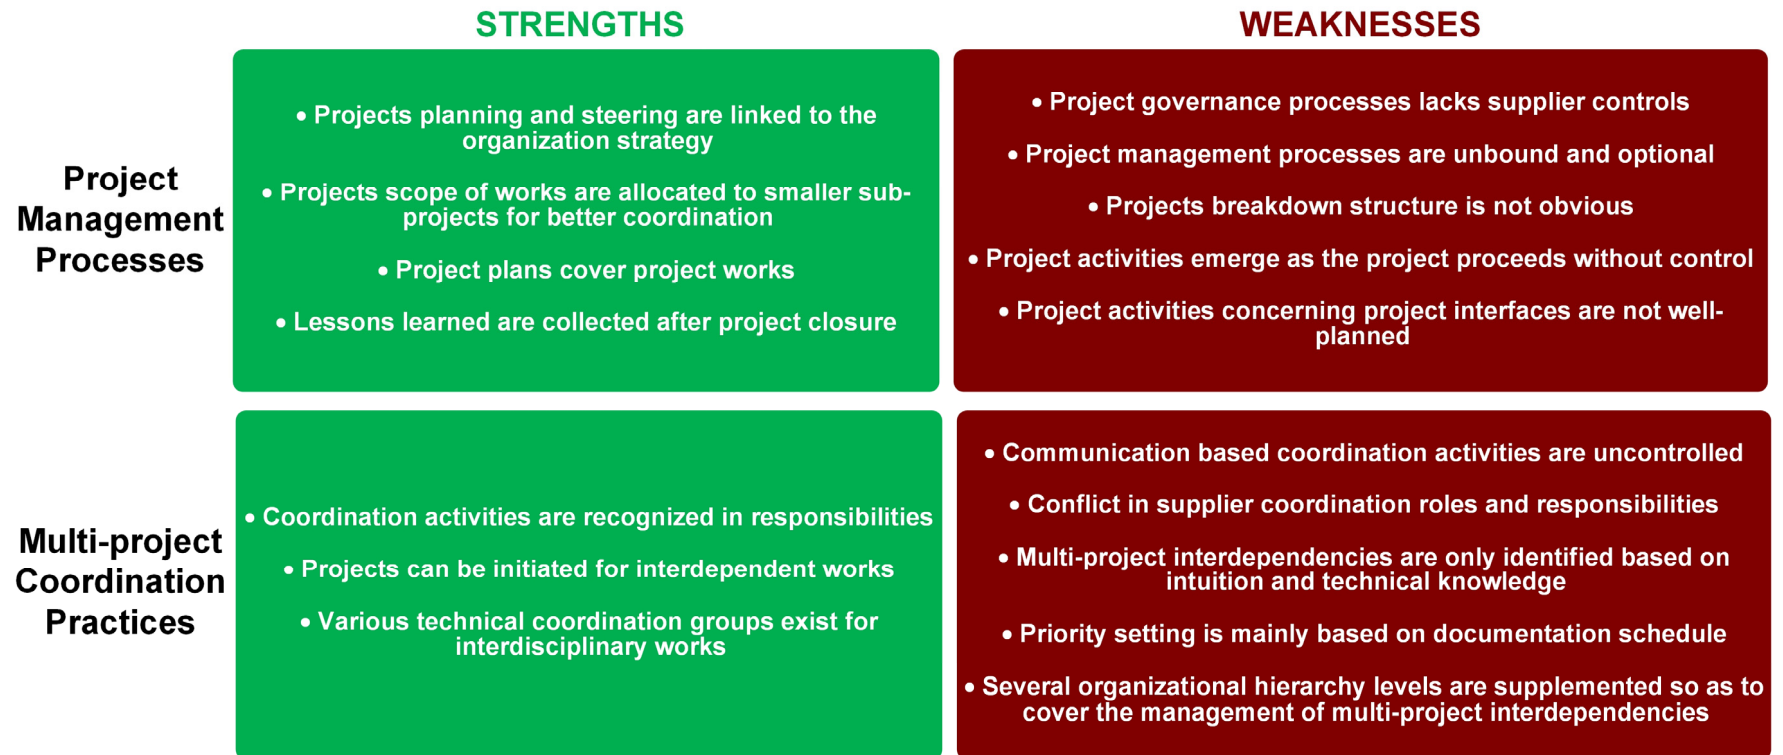 STRENGTHS
WEAKNESSES
Project
Management
Processes
• Projects planning and steering are linked to the
organization strategy
• Projects scope of works are allocated to smaller sub-
projects for better coordination
• Project plans cover project works
• Lessons learned are collected after project closure
• Project governance processes lacks supplier controls
• Project management processes are unbound and optional
• Projects breakdown structure is not obvious
• Project activities emerge as the project proceeds without control
• Project activities concerning project interfaces are not well-
planned
Multi-project
Coordination
Practices
• Coordination activities are recognized in responsibilities
• Projects can be initiated for interdependent works
• Various technical coordination groups exist for
interdisciplinary works
• Communication based coordination activities are uncontrolled
• Conflict in supplier coordination roles and responsibilities
• Multi-project interdependencies are only identified based on
intuition and technical knowledge
• Priority setting is mainly based on documentation schedule
• Several organizational hierarchy levels are supplemented so as to
cover the management of multi-project interdependencies